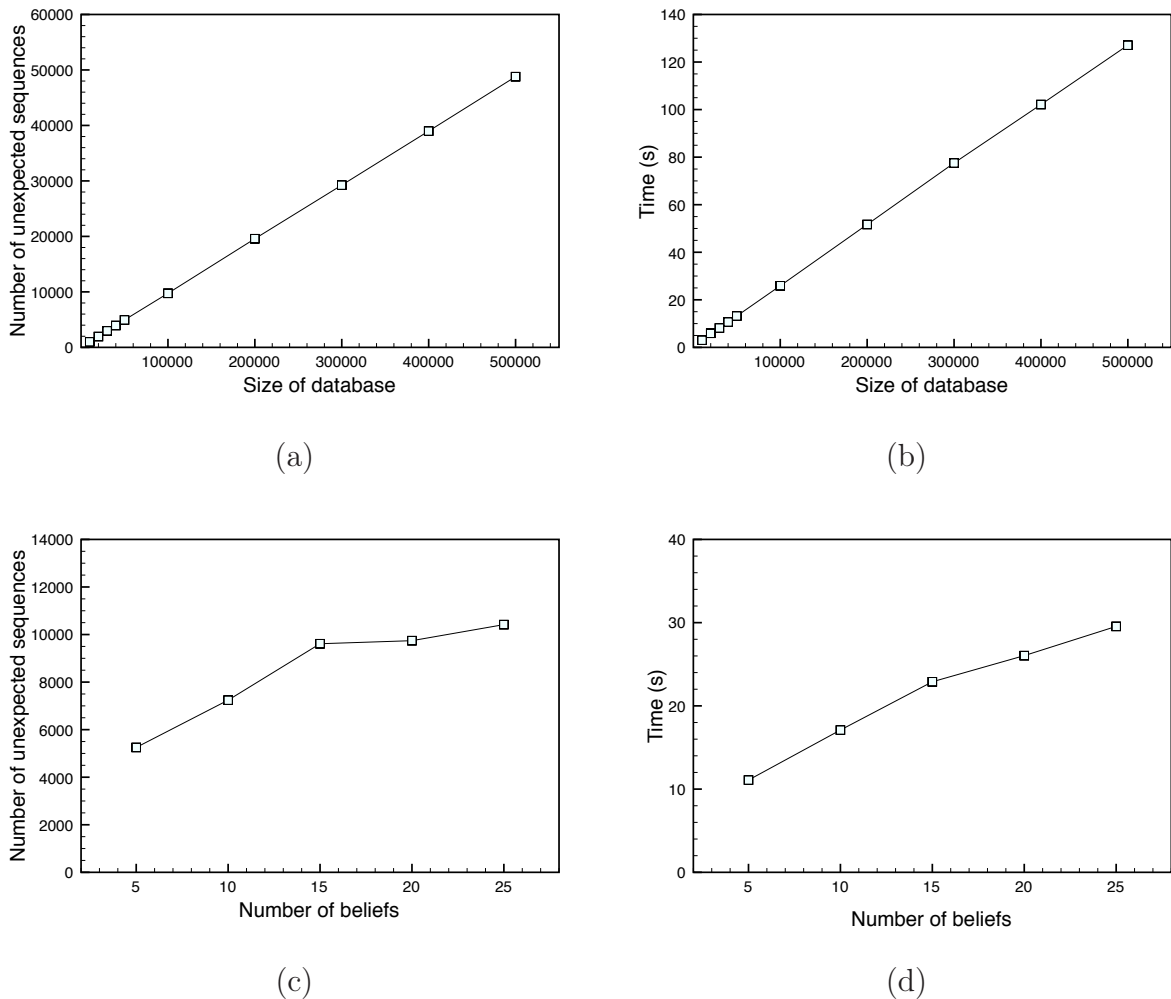 60000
50000
40000
30000
20000
10000
0
Number of unexpected sequences
100000 200000 300000 400000 500000
Size of database
(a)
140
120
100
80
60
40
20
0
Time (s)
100000 200000 300000 400000 500000
Size of database
(b)
14000
12000
10000
8000
6000
4000
2000
0
Number of unexpected sequences
5 10 15 20 25
Number of beliefs
(c)
40
30
20
10
0
Time (s)
5 10 15 20 25
Number of beliefs
(d)